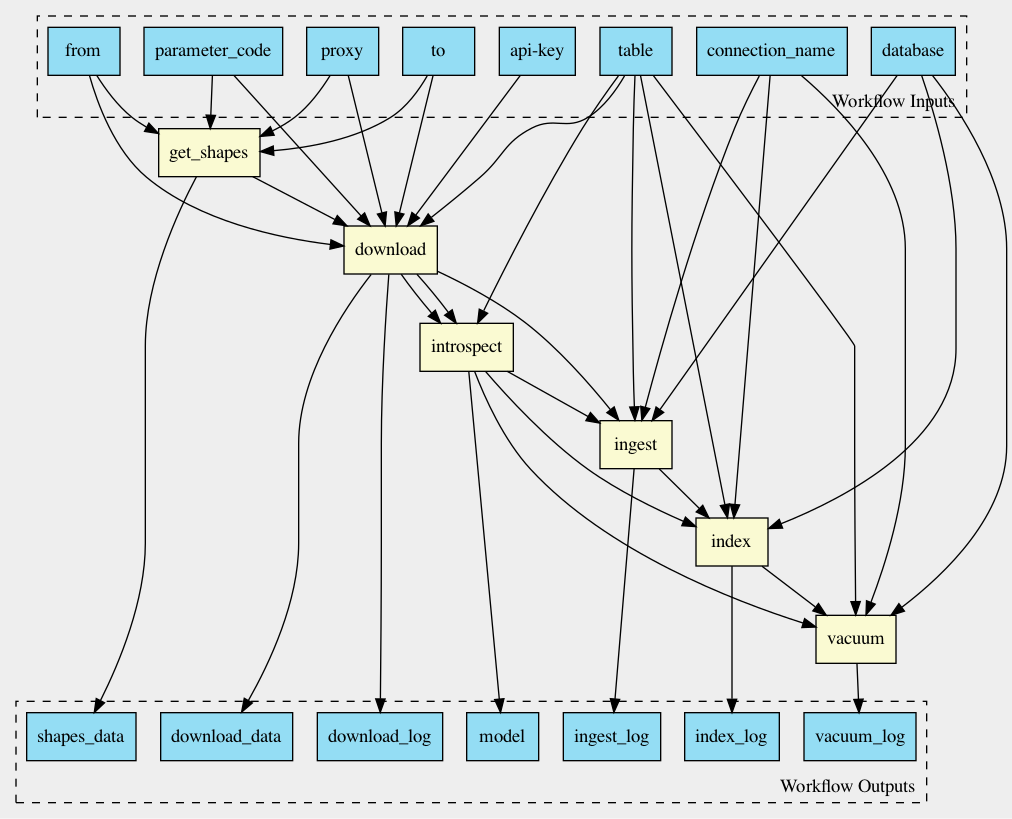 from
parameter_code
proxy
to
api-key
table
connection_name
database
Workflow Inputs
get_shapes
download
introspect
ingest
index
vacuum
shapes_data
download_data
download_log
model
ingest_log
index_log
vacuum_log
Workflow Outputs